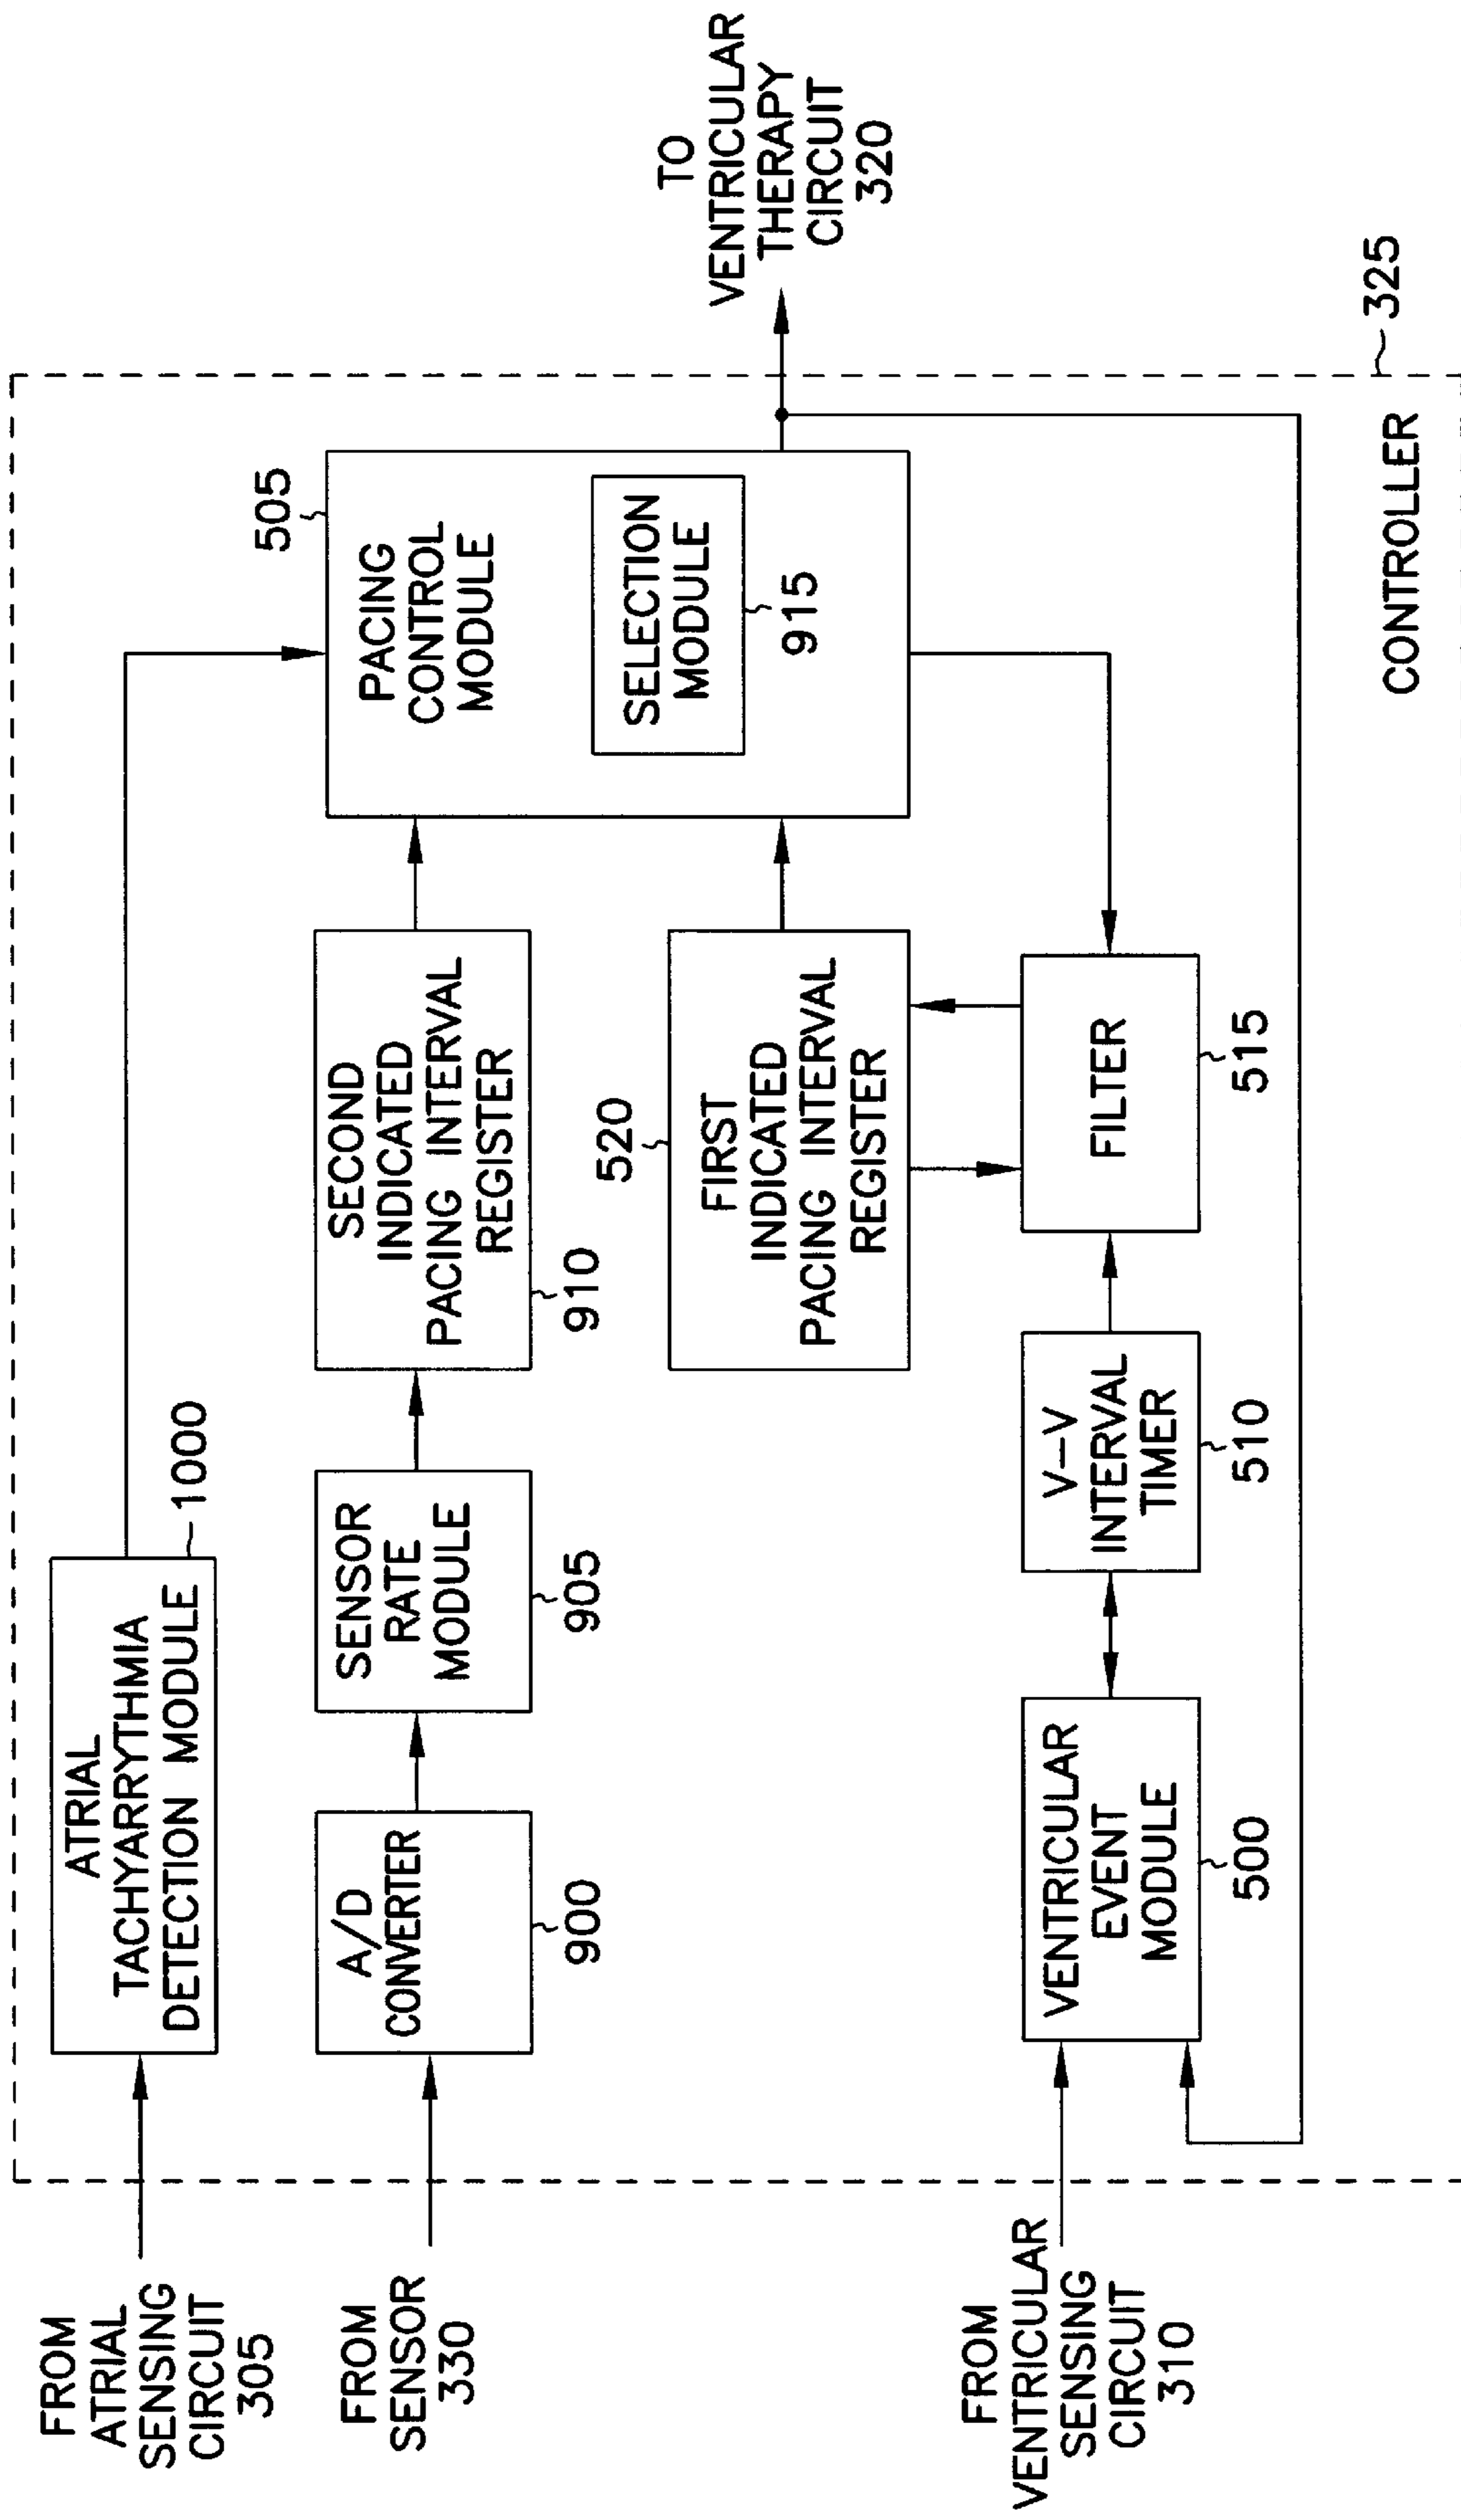 FROM
ATRIAL
SENSING
CIRCUIT
305
ATRIAL
TACHYARRYTHMIA
DETECTION MODULE
1000
FROM
SENSOR
330
A/D
CONVERTER
900
SENSOR
RATE
MODULE
905
SECOND
INDICATED
PACING INTERVAL
REGISTER
910
505
PACING
CONTROL
MODULE
SELECTION
MODULE
915
TO
VENTRICULAR
THERAPY
CIRCUIT
320
520
FIRST
INDICATED
PACING INTERVAL
REGISTER
FROM
VENTRICULAR
SENSING
CIRCUIT
310
VENTRICULAR
EVENT
MODULE
500
V-V
INTERVAL
TIMER
510
FILTER
515
CONTROLLER
325